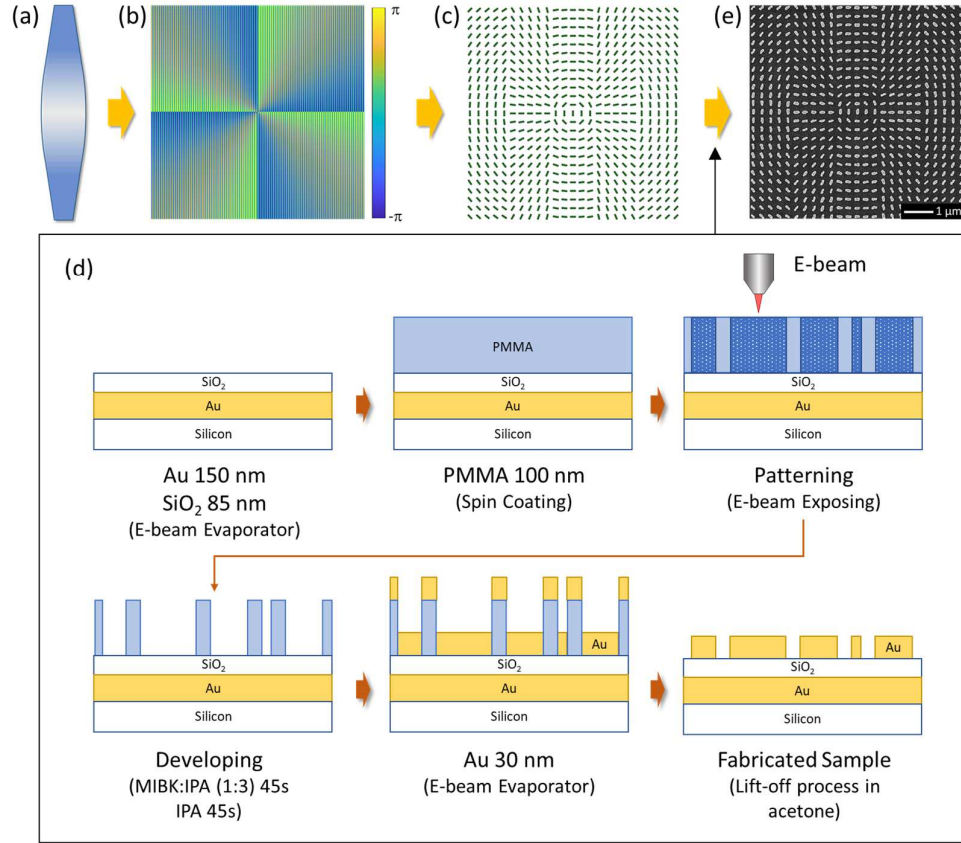 (a)
(b)
π
-π
(c)
(e)
1 μm
(d)
E-beam
SiO₂
Au
Silicon
PMMA
SiO₂
Au
Silicon
SiO₂
Au
Silicon
Au 150 nm
SiO₂ 85 nm
(E-beam Evaporator)
PMMA 100 nm
(Spin Coating)
Patterning
(E-beam Exposing)
SiO₂
Au
Silicon
Au
SiO₂
Au
Silicon
Au
SiO₂
Au
Silicon
Developing
(MIBK:IPA (1:3) 45s
IPA 45s)
Au 30 nm
(E-beam Evaporator)
Fabricated Sample
(Lift-off process in
acetone)